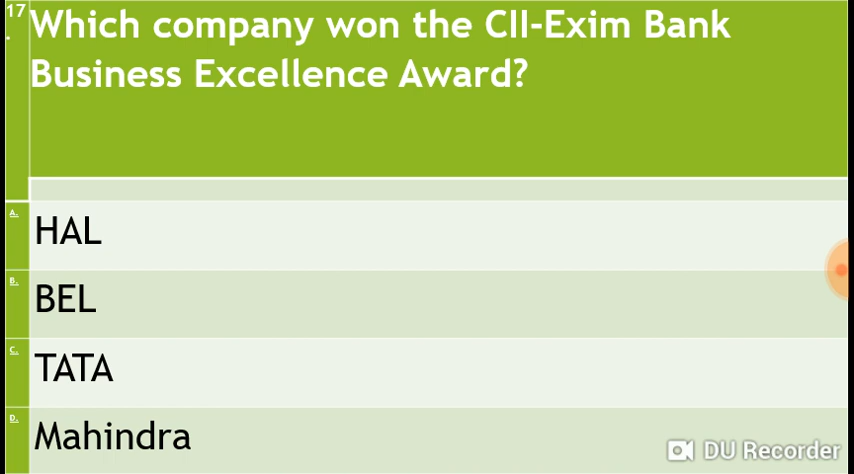 17
.
Which company won the CII-Exim Bank
Business Excellence Award?
A.
HAL
B.
BEL
C.
TATA
D.
Mahindra
DU Recorder